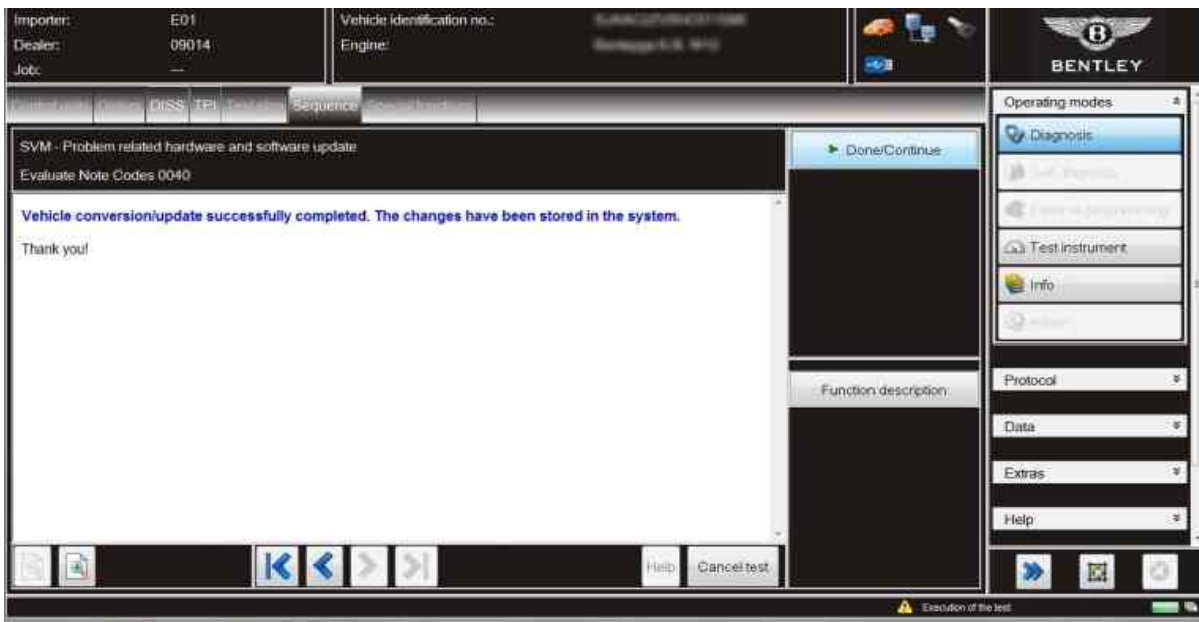 Importer: E01
Dealer: 09014
Job: ---
Vehicle identification no.:
Engine:
BENTLEY
DISS TPI Sequence
SVM - Problem related hardware and software update
Evaluate Note Codes 0040
Vehicle conversion/update successfully completed. The changes have been stored in the system.
Thank you!
Done/Continue
Function description
Help
Cancel test
Operating modes
Diagnosis
Test instrument
Info
Protocol
Data
Extras
Help
Execution of the test